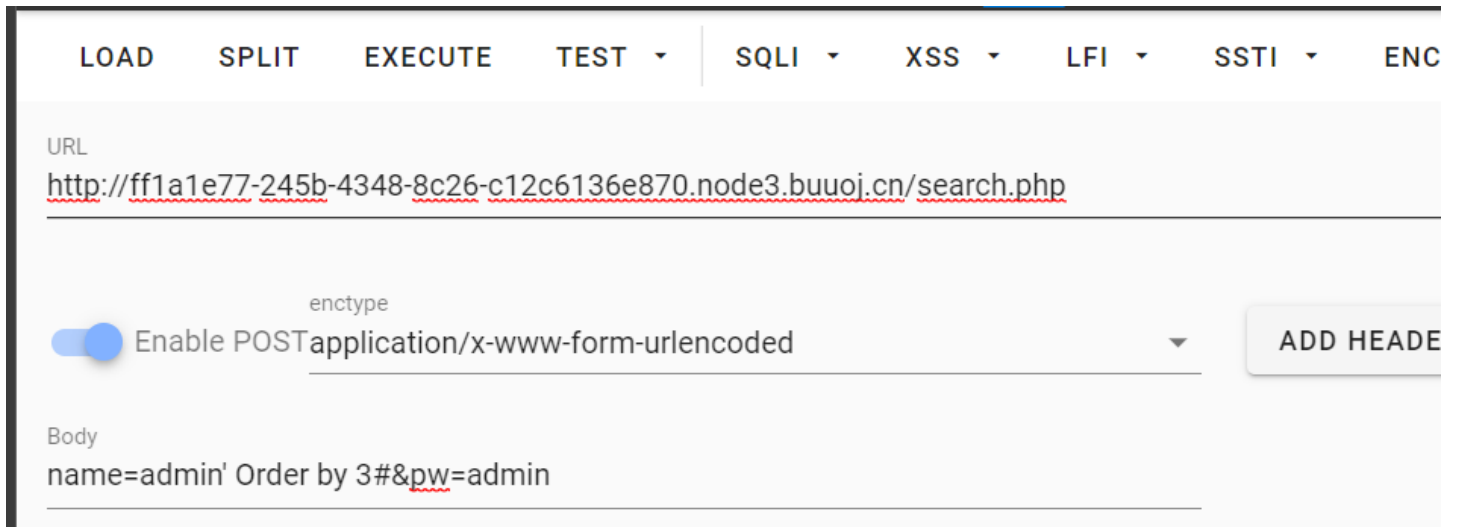 LOAD SPLIT EXECUTE TEST SQLI XSS LFI SSTI ENC
URL
http://ff1a1e77-245b-4348-8c26-c12c6136e870.node3.buuoj.cn/search.php
enctype
Enable POST application/x-www-form-urlencoded ADD HEADE
Body
name=admin' Order by 3#&pw=admin